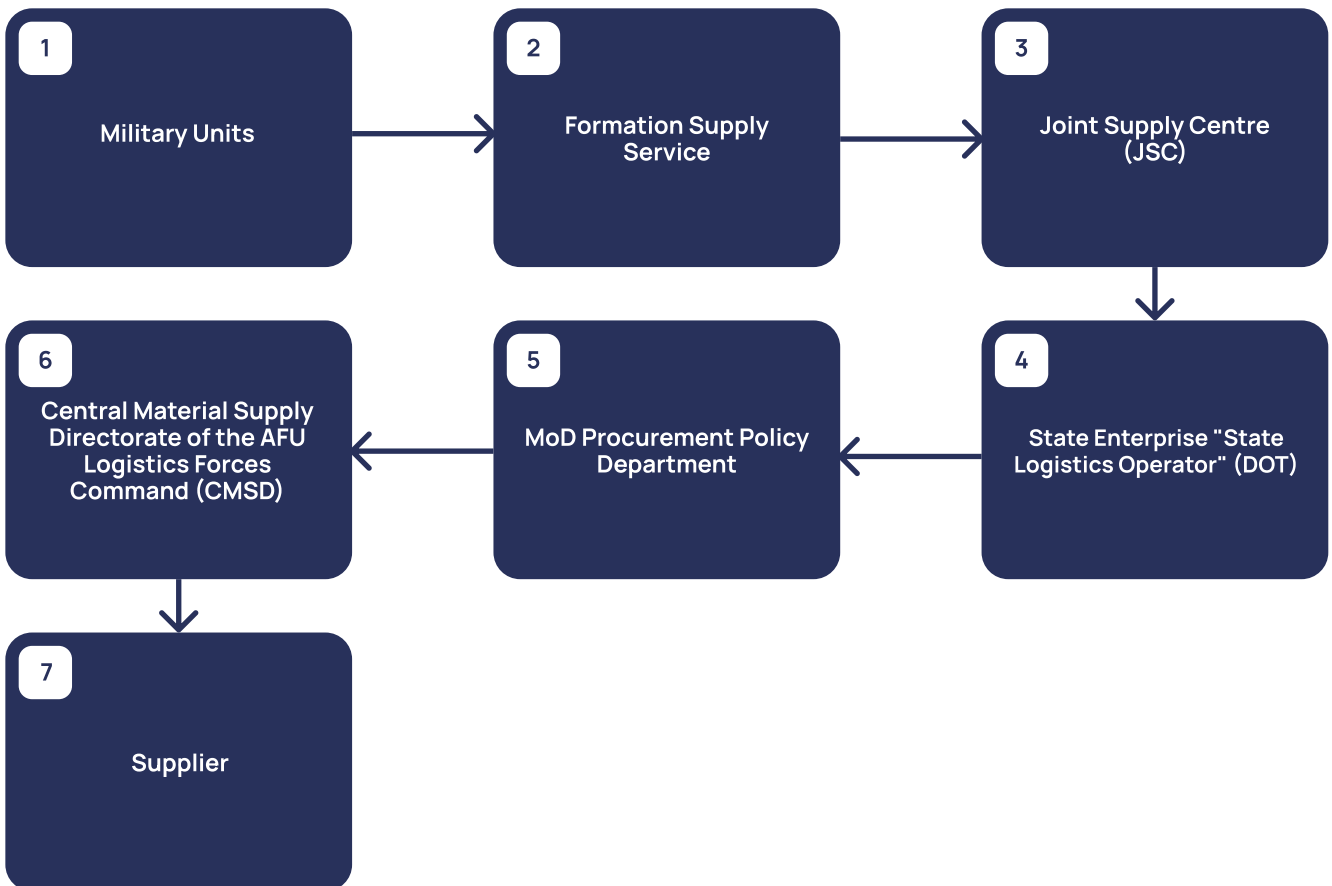 1
Military Units
2
Formation Supply
Service
3
Joint Supply Centre
(JSC)
4
State Enterprise "State
Logistics Operator" (DOT)
5
MoD Procurement Policy
Department
6
Central Material Supply
Directorate of the AFU
Logistics Forces
Command (CMSD)
7
Supplier